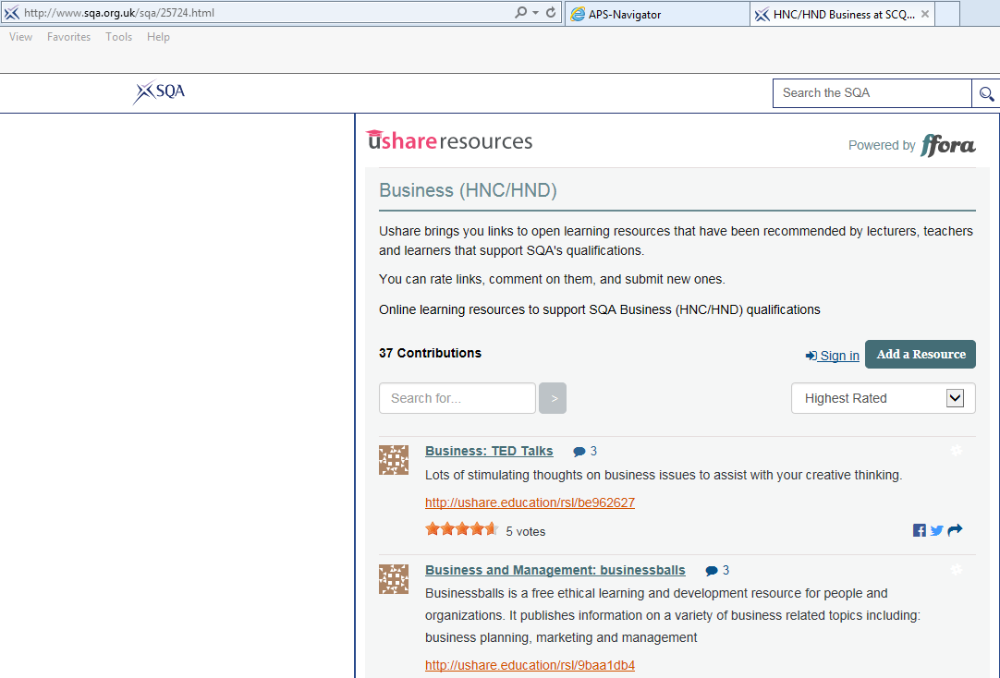 http://www.sqa.org.uk/sqa/25724.html
APS-Navigator
HNC/HND Business at SCQ...
View Favorites Tools Help
SQA
Search the SQA
ushare resources
Powered by ffora
Business (HNC/HND)
Ushare brings you links to open learning resources that have been recommended by lecturers, teachers
and learners that support SQA's qualifications.
You can rate links, comment on them, and submit new ones.
Online learning resources to support SQA Business (HNC/HND) qualifications
37 Contributions
Sign in
Add a Resource
Search for...
>
Highest Rated
Business: TED Talks 3
Lots of stimulating thoughts on business issues to assist with your creative thinking.
http://ushare.education/rsl/be962627
5 votes
Business and Management: businessballs 3
Businessballs is a free ethical learning and development resource for people and
organizations. It publishes information on a variety of business related topics including:
business planning, marketing and management
http://ushare.education/rsl/9baa1db4